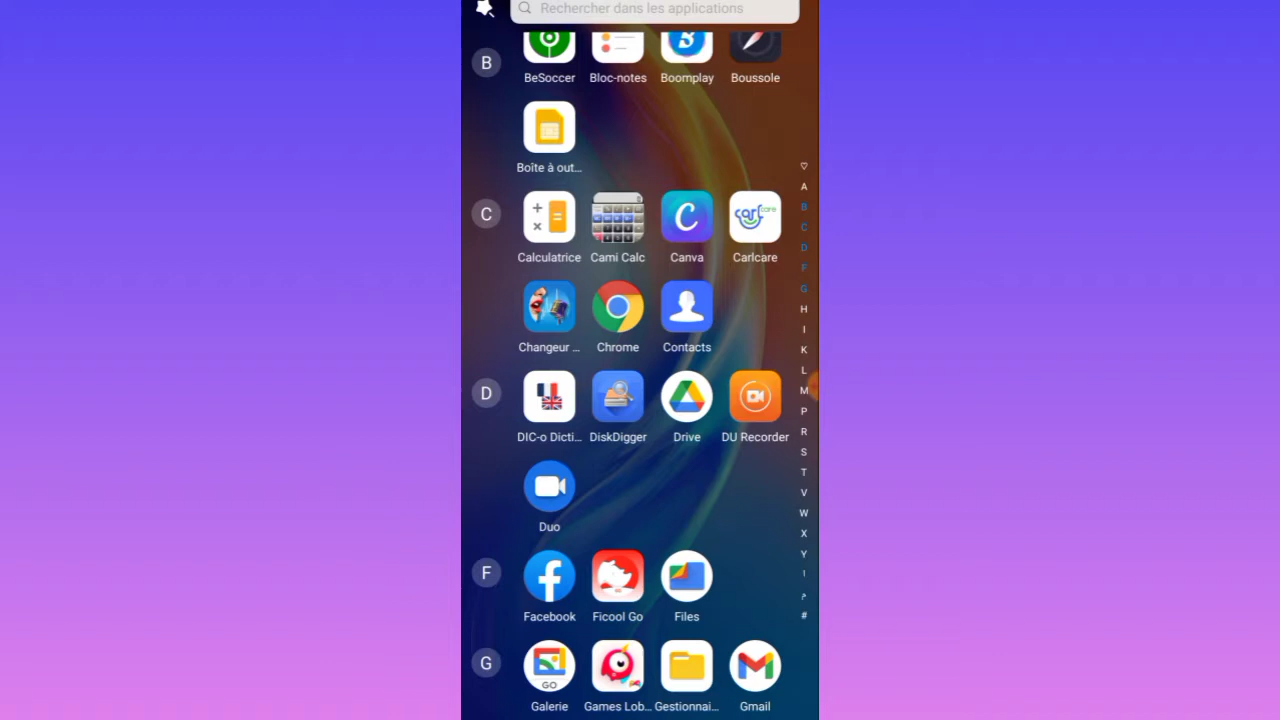 Rechercher dans les applications
B
BeSoccer Bloc-notes Boomplay Boussole
Boîte à out...
C
Calculatrice Cami Calc Canva Carlcare
Changeur ... Chrome Contacts
D
DIC-o Dicti... DiskDigger Drive DU Recorder
Duo
F
Facebook Ficool Go Files
G
GO
Galerie Games Lob... Gestionnai... Gmail
♡
A
B
C
D
F
G
H
I
K
L
M
P
R
S
T
V
W
X
Y
#